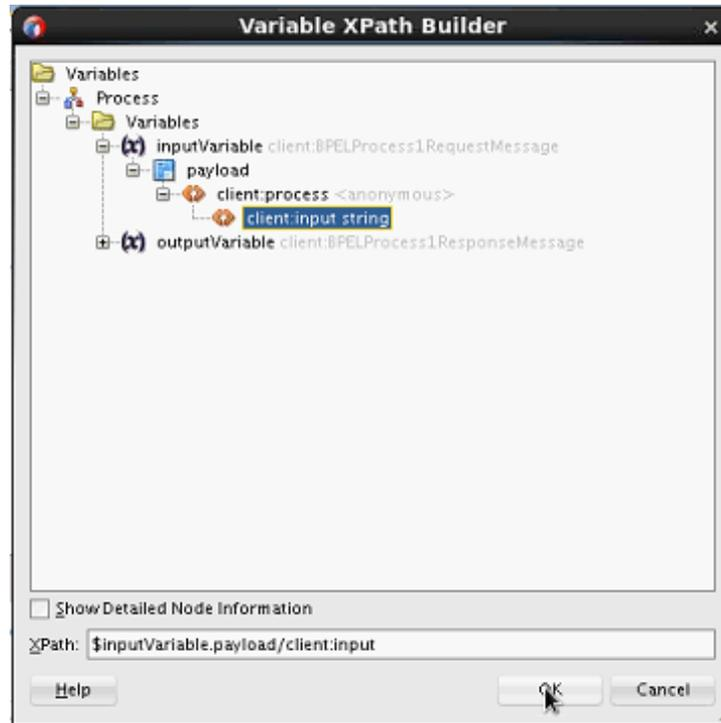 Variable XPath Builder
Variables
Process
Variables
inputVariable client:BPELProcess1RequestMessage
payload
client:process <anonymous>
client:input string
outputVariable client:BPELProcess1ResponseMessage
Show Detailed Node Information
XPath: $inputVariable.payload/client:input
Help OK Cancel